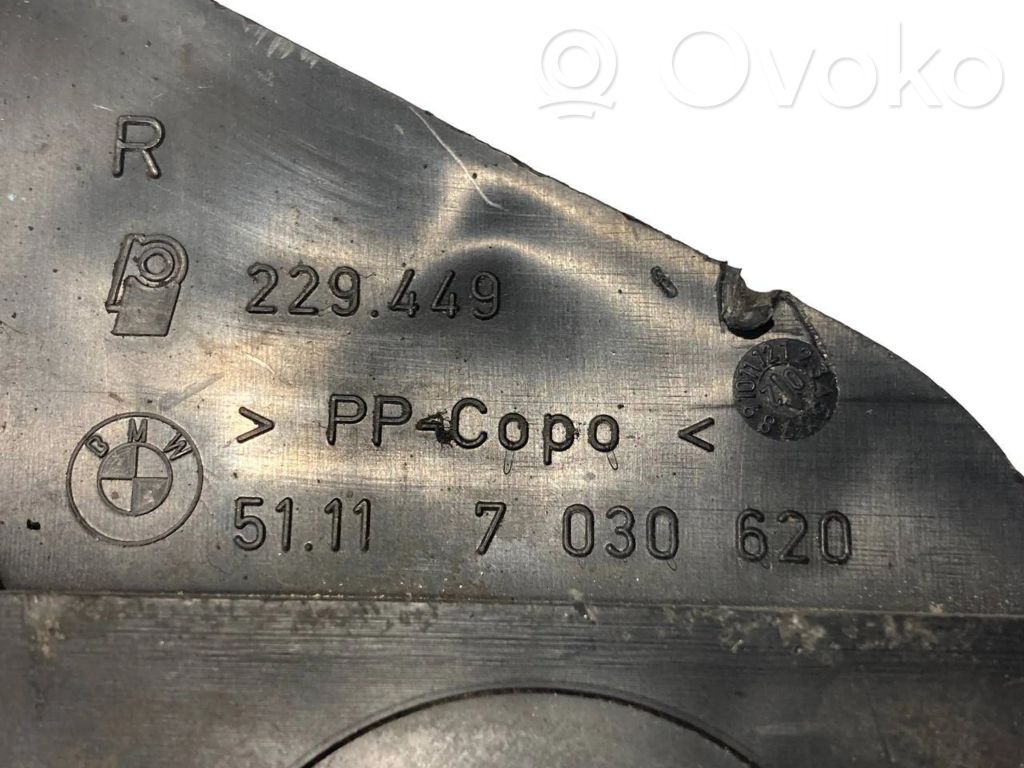 Ovoko
R
229.449
> PP-Copo <
BMW
51.11 7 030 620